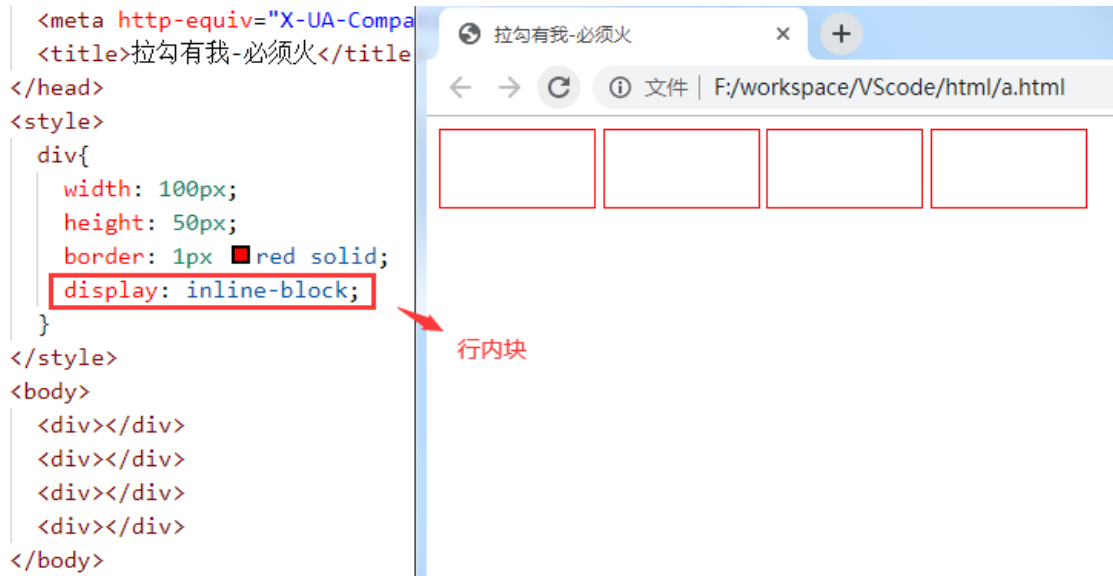 <meta http-equiv="X-UA-Compa
<title>拉勾有我-必须火</title
</head>
<style>
div{
width: 100px;
height: 50px;
border: 1px red solid;
display: inline-block;
}
</style>
<body>
<div></div>
<div></div>
<div></div>
<div></div>
</body>
拉勾有我-必须火
文件 F:/workspace/VScode/html/a.html
行内块